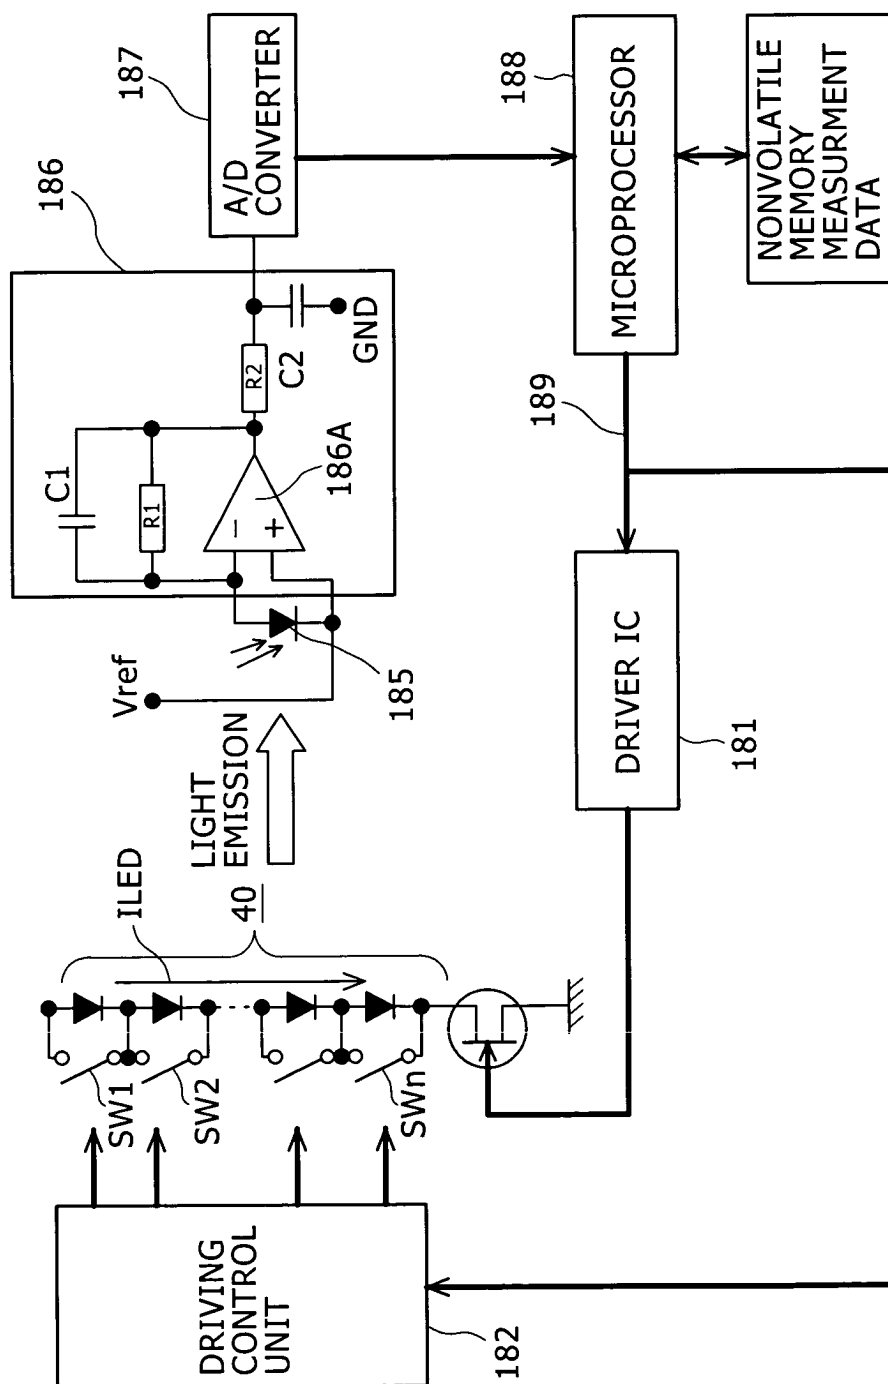 DRIVING
CONTROL
UNIT
182
SW1
SW2
SWn
ILED
40
LIGHT
EMISSION
Vref
185
C1
R1
−
+
186A
R2
C2
GND
186
A/D
CONVERTER
187
DRIVER IC
181
189
MICROPROCESSOR
188
NONVOLATILE
MEMORY
MEASURMENT
DATA